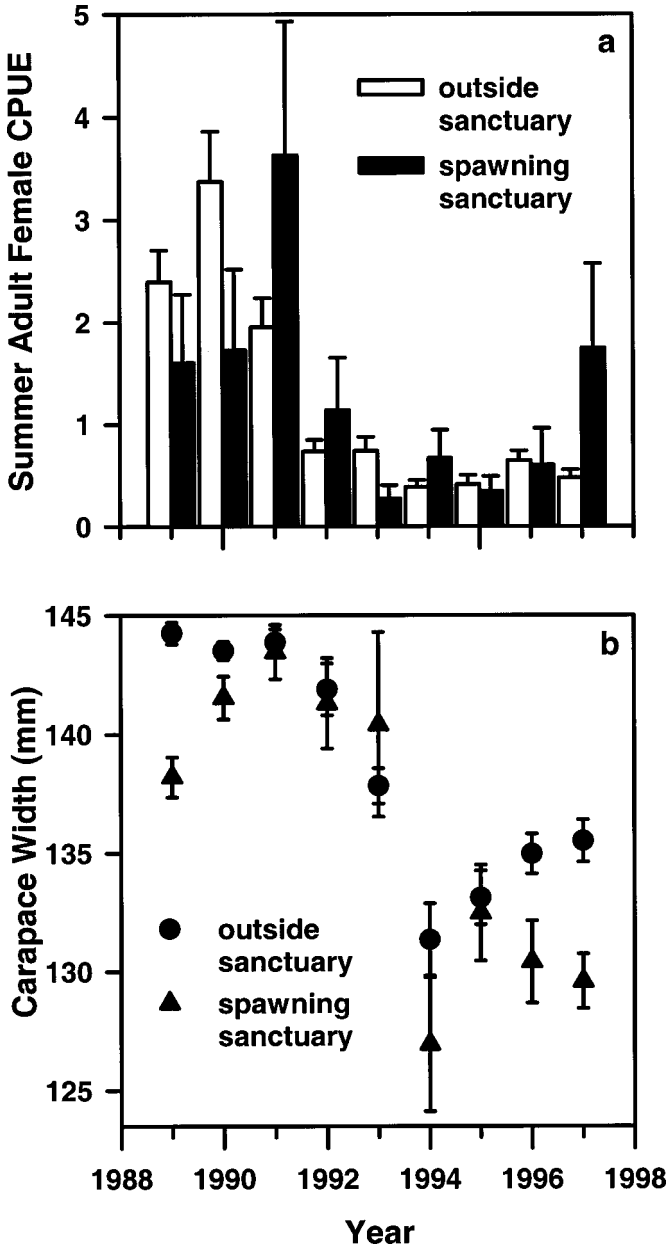 Summer Adult Female CPUE
5
4
3
2
1
0
a
outside
sanctuary
spawning
sanctuary
Carapace Width (mm)
145
140
135
130
125
b
outside
sanctuary
spawning
sanctuary
1988 1990 1992 1994 1996 1998
Year